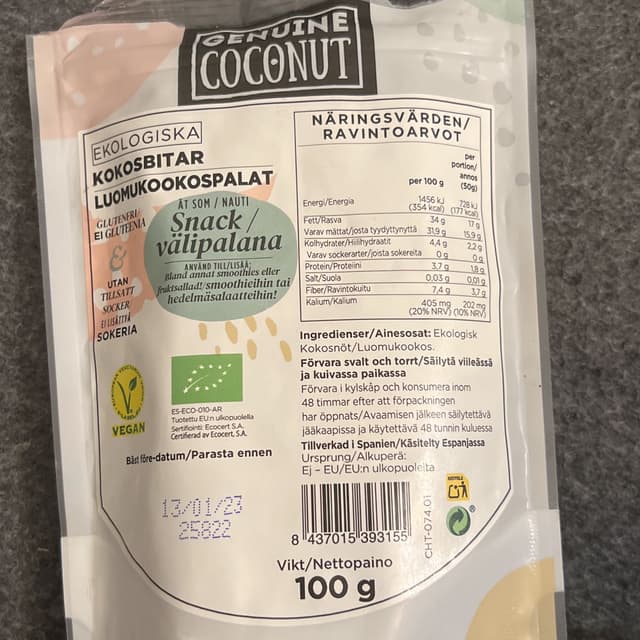 GENUINE
COCONUT
EKOLOGISKA
KOKOSBITAR
LUOMUKOOKOSPALAT
GLUTENFRI/
EI GLUTEENIA
&
UTAN
TILLSATT
SOCKER/
EI LISÄTTYÄ
SOKERIA
ÄT SOM / NAUTI
Snack /
välipalana
ANVÄND TILL/LISÄÄ:
Bland annat smoothies eller
fruktsallad!/smoothieihin tai
hedelmäsalaatteihin!
VEGAN
ES-ECO-010-AR
Tuotettu EU:n ulkopuolella
Sertifiointi: Ecocert S.A.
Certifierad av Ecocert S.A.
Bäst före-datum/Parasta ennen
13/01/23
25822
NÄRINGSVÄRDEN/
RAVINTOARVOT
per 100 g per portion/annos (50g)
Energi/Energia 1456 kJ (354 kcal) 728 kJ (177 kcal)
Fett/Rasva 34 g 17 g
Varav mättat/josta tyydyttynyttä 31,9 g 15,9 g
Kolhydrater/Hiilihydraatit 4,4 g 2,2 g
Varav sockerarter/joista sokereita 0 g 0 g
Protein/Proteiini 3,7 g 1,8 g
Salt/Suola 0,03 g 0,01 g
Fiber/Ravintokuitu 7,4 g 3,7 g
Kalium/Kalium 405 mg (20% NRV) 202 mg (10% NRV)
Ingredienser/Ainesosat: Ekologisk
Kokosnöt/Luomukookos.
Förvara svalt och torrt/Säilytä viileässä
ja kuivassa paikassa
Förvara i kylskåp och konsumera inom
48 timmar efter att förpackningen
har öppnats/Avaamisen jälkeen säilytettävä
jääkaapissa ja käytettävä 48 tunnin kuluessa
Tillverkad i Spanien/Käsitelty Espanjassa
Ursprung/Alkuperä:
Ej – EU/EU:n ulkopuolelta
8 437015 393155
CHT-074.01
Vikt/Nettopaino
100 g